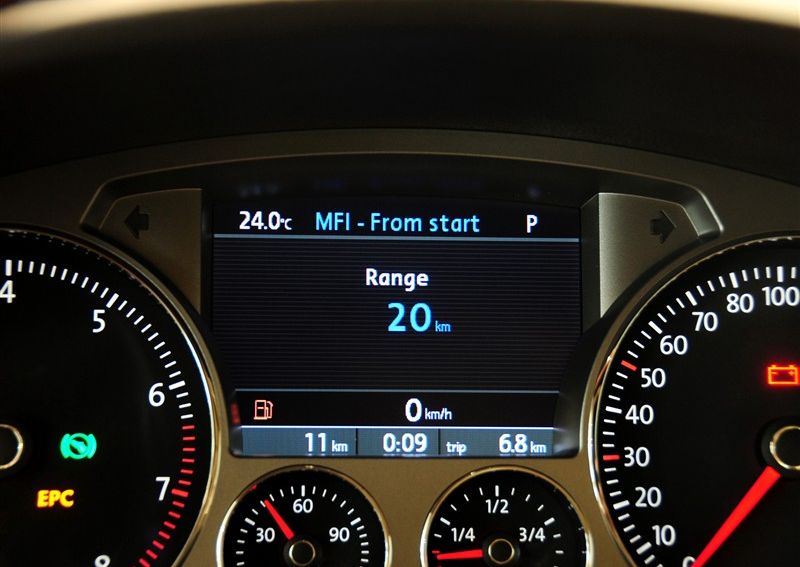 24.0°C MFI - From start P
Range
20 km
0 km/h
11 km 0:09 trip 6.8 km
4
5
6
7
8
EPC
30 60 90
1/4 1/2 3/4
0
10
20
30
40
50
60
70
80
100